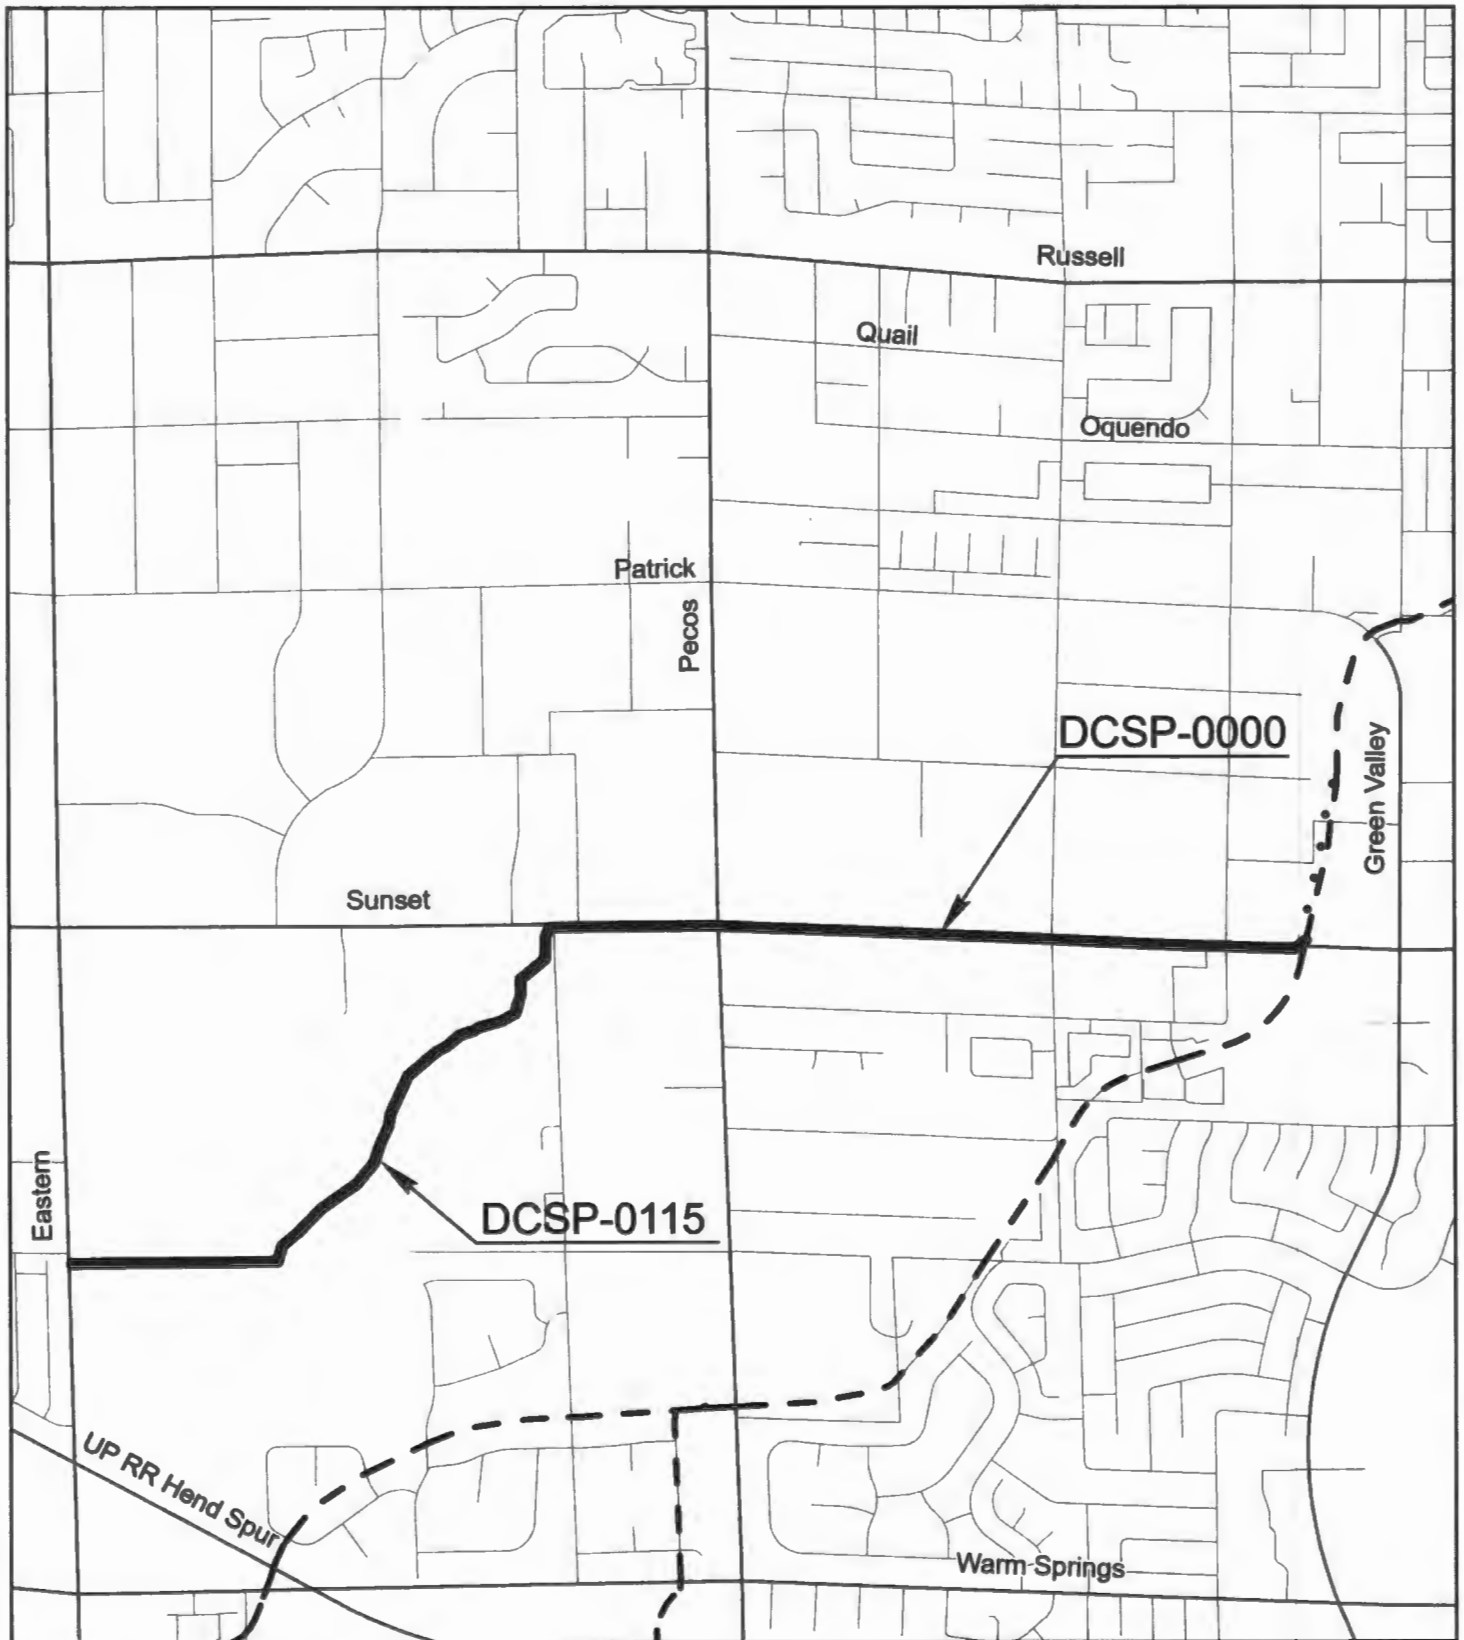 Russell
Quail
Oquendo
Patrick
Pecos
DCSP-0000
Green Valley
Sunset
Eastern
DCSP-0115
UP RR Hend Spur
Warm Springs